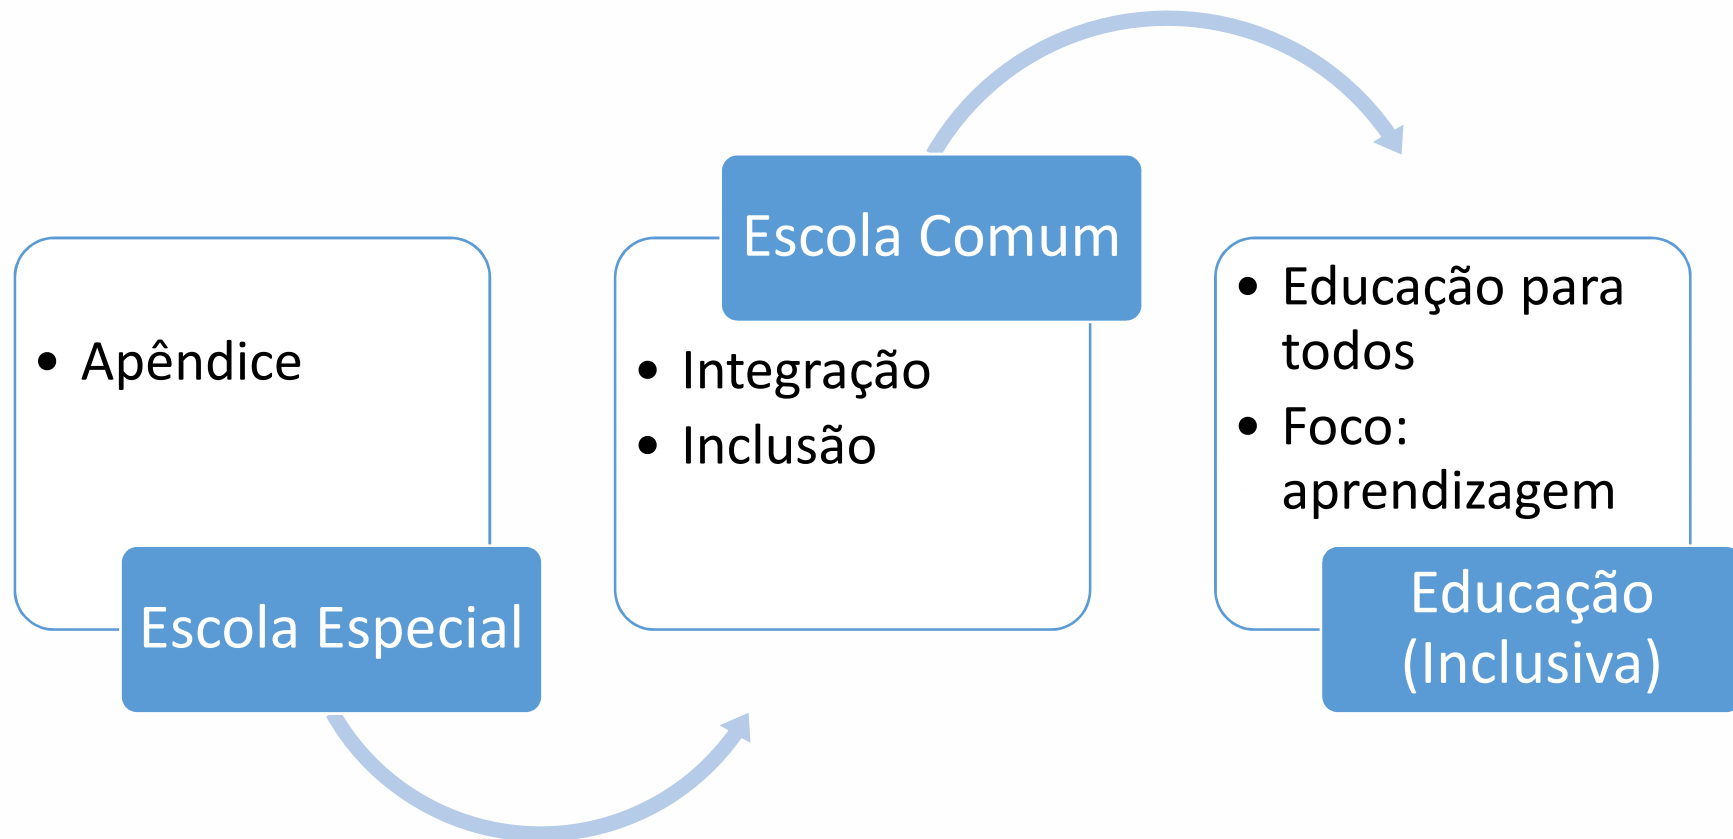 • Apêndice
Escola Especial
Escola Comum
• Integração
• Inclusão
• Educação para
todos
• Foco:
aprendizagem
Educação
(Inclusiva)